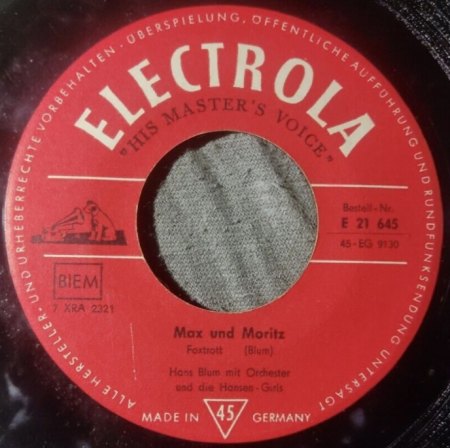 ALLE HERSTELLER- UND URHEBERRECHTE VORBEHALTEN · ÜBERSPIELUNG, ÖFFENTLICHE AUFFÜHRUNG UND RUNDFUNKSENDUNG UNTERSAGT
ELECTROLA
"HIS MASTER'S VOICE"
Bestell-Nr.
E 21 645
45-EG 9130
BIEM
7 XRA 2321
Max und Moritz
Foxtrott (Blum)
Hans Blum mit Orchester
und die Hansen-Girls
MADE IN 45 GERMANY